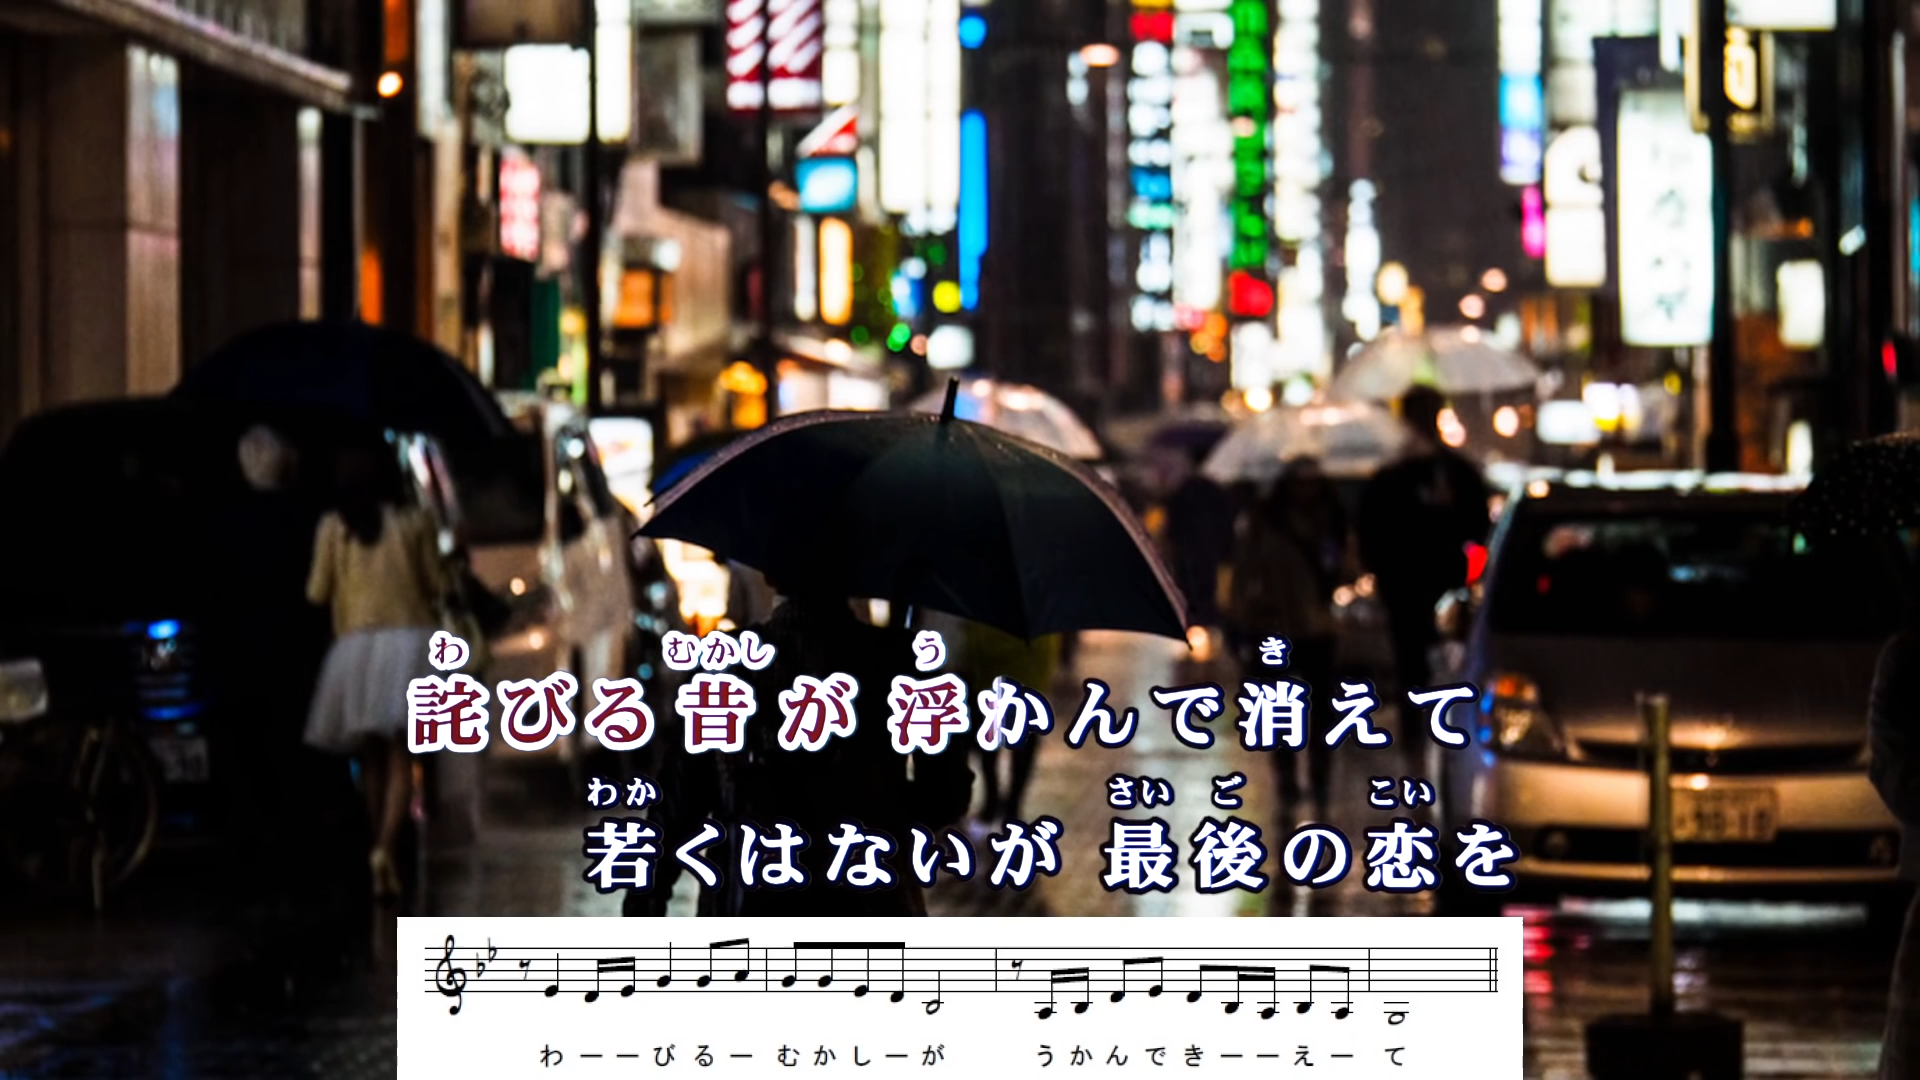 わ むかし う き
詫びる昔が 浮かんで消えて
わか さい ご こい
若くはないが 最後の恋を
わ ー ー び る ー む か し ー が う か ん で き ー ー え ー て